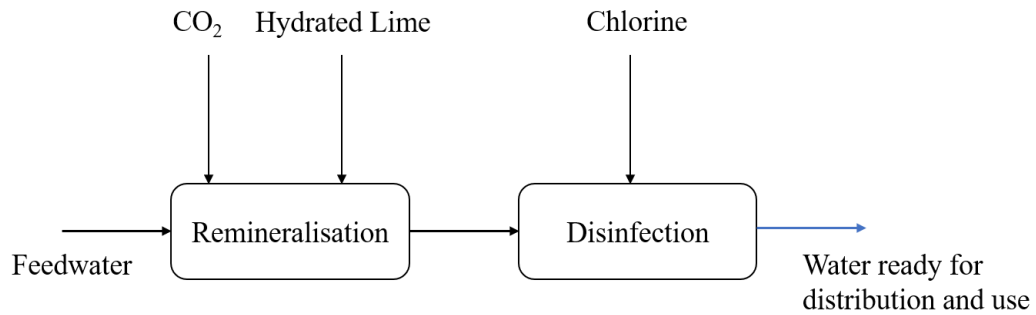 CO₂
Hydrated Lime
Chlorine
Remineralisation
Disinfection
Feedwater
Water ready for
distribution and use